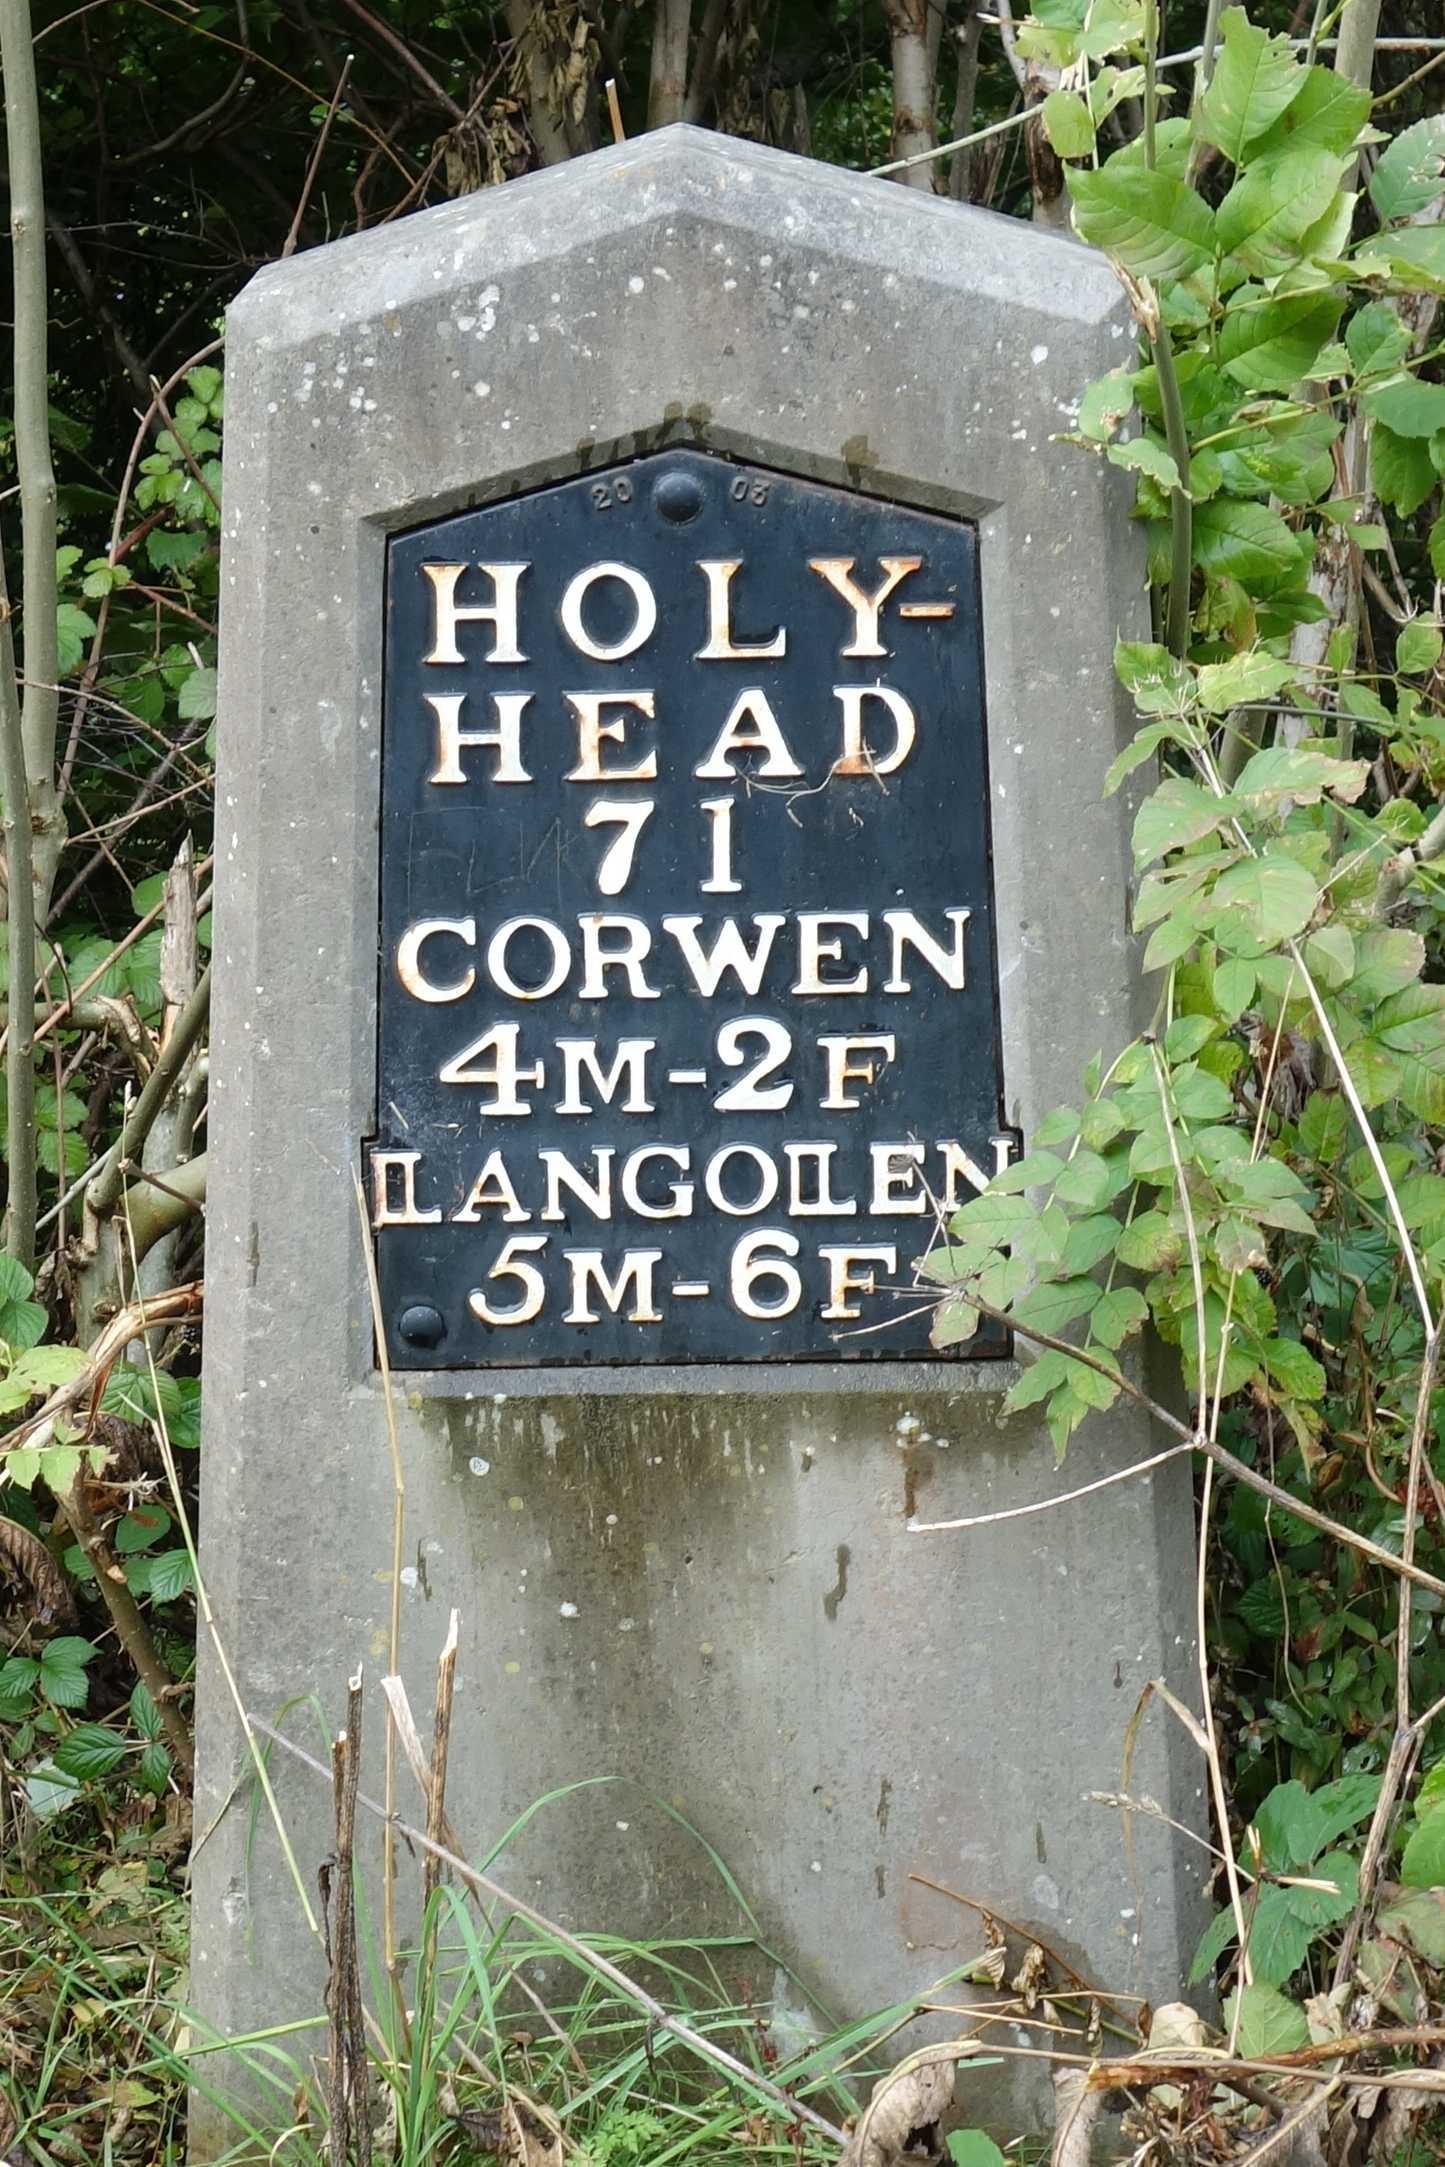 20 03
HOLY-
HEAD
71
CORWEN
4M-2F
LLANGOLLEN
5M-6F